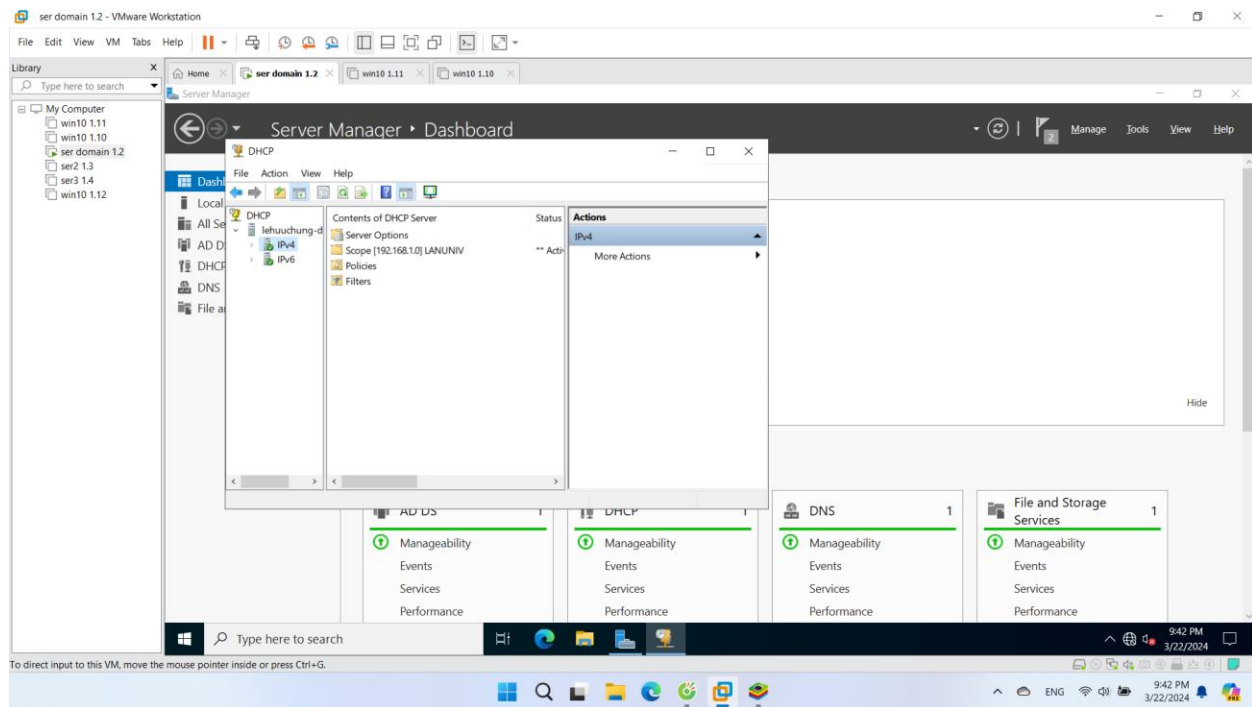 ser domain 1.2 - VMware Workstation
File Edit View VM Tabs Help
Library X
Type here to search
Home
ser domain 1.2
win10 1.11
win10 1.10
My Computer
win10 1.11
win10 1.10
ser domain 1.2
ser2 1.3
ser3 1.4
win10 1.12
Server Manager
Server Manager Dashboard
2
Manage Tools View Help
DHCP
File Action View Help
DHCP
lehuuchung-d
IPv4
IPv6
Contents of DHCP Server Status
Server Options
Scope [192.168.1.0] LANUNIV ** Acti
Policies
Filters
Actions
IPv4
More Actions
Dash
Local
All Se
AD D
DHCP
DNS
File a
Hide
AD DS 1
Manageability
Events
Services
Performance
DHCP 1
Manageability
Events
Services
Performance
DNS 1
Manageability
Events
Services
Performance
File and Storage
Services 1
Manageability
Events
Services
Performance
Type here to search
9:42 PM
3/22/2024
To direct input to this VM, move the mouse pointer inside or press Ctrl+G.
ENG
9:42 PM
3/22/2024
PRE